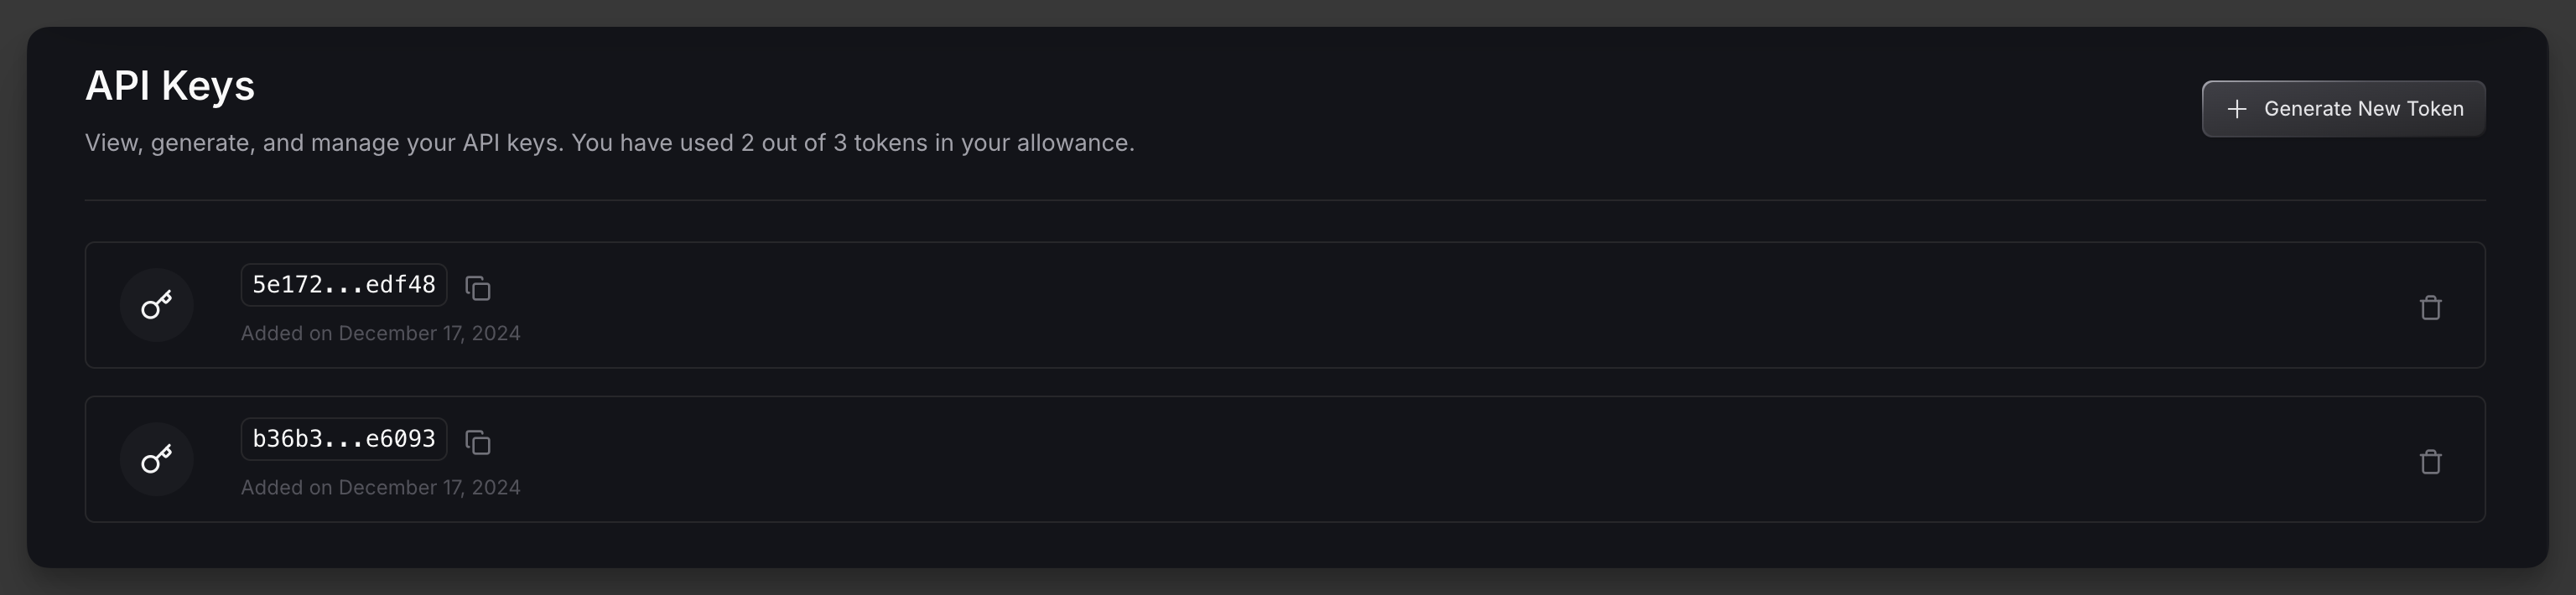 API Keys
View, generate, and manage your API keys. You have used 2 out of 3 tokens in your allowance.
Generate New Token
5e172...edf48
Added on December 17, 2024
b36b3...e6093
Added on December 17, 2024